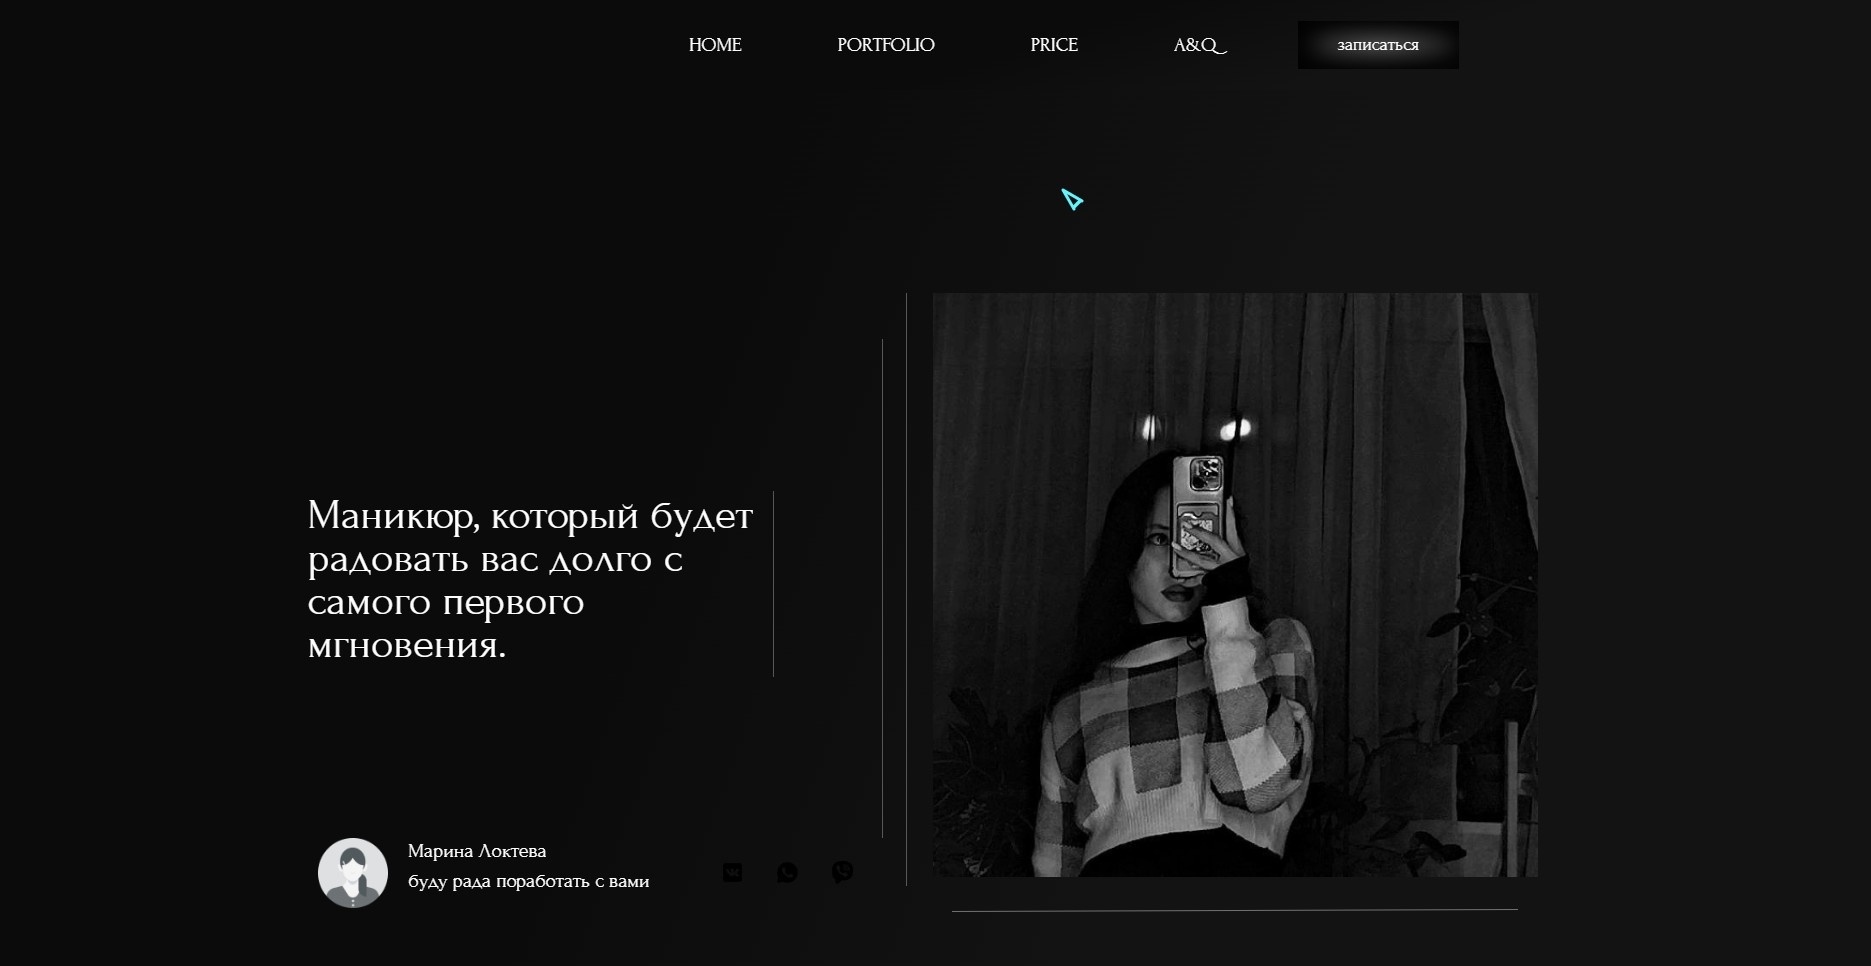 HOME
PORTFOLIO
PRICE
A&Q
записаться
Маникюр, который будет
радовать вас долго с
самого первого
мгновения.
Марина Локтева
буду рада поработать с вами